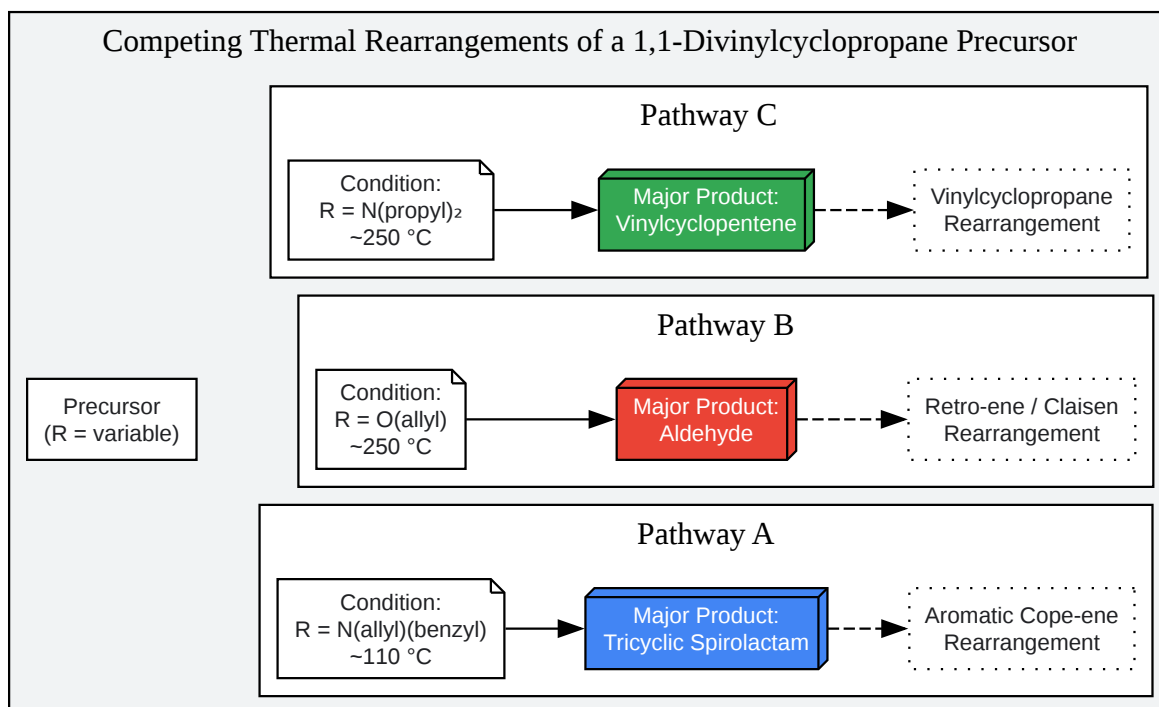 Competing Thermal Rearrangements of a 1,1-Divinylcyclopropane Precursor
Pathway C
Condition:
R = N(propyl)₂
~250 °C
Major Product:
Vinylcyclopentene
Vinylcyclopropane
Rearrangement
Pathway B
Precursor
(R = variable)
Condition:
R = O(allyl)
~250 °C
Major Product:
Aldehyde
Retro-ene / Claisen
Rearrangement
Pathway A
Condition:
R = N(allyl)(benzyl)
~110 °C
Major Product:
Tricyclic Spirolactam
Aromatic Cope-ene
Rearrangement